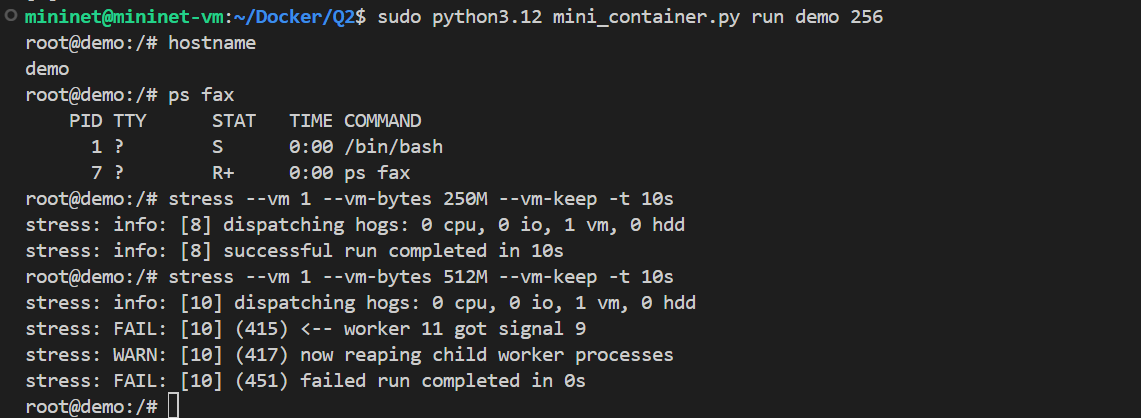 mininet@mininet-vm:~/Docker/Q2$ sudo python3.12 mini_container.py run demo 256
root@demo:/# hostname
demo
root@demo:/# ps fax
    PID TTY      STAT   TIME COMMAND
      1 ?        S      0:00 /bin/bash
      7 ?        R+     0:00 ps fax
root@demo:/# stress --vm 1 --vm-bytes 250M --vm-keep -t 10s
stress: info: [8] dispatching hogs: 0 cpu, 0 io, 1 vm, 0 hdd
stress: info: [8] successful run completed in 10s
root@demo:/# stress --vm 1 --vm-bytes 512M --vm-keep -t 10s
stress: info: [10] dispatching hogs: 0 cpu, 0 io, 1 vm, 0 hdd
stress: FAIL: [10] (415) <-- worker 11 got signal 9
stress: WARN: [10] (417) now reaping child worker processes
stress: FAIL: [10] (451) failed run completed in 0s
root@demo:/#